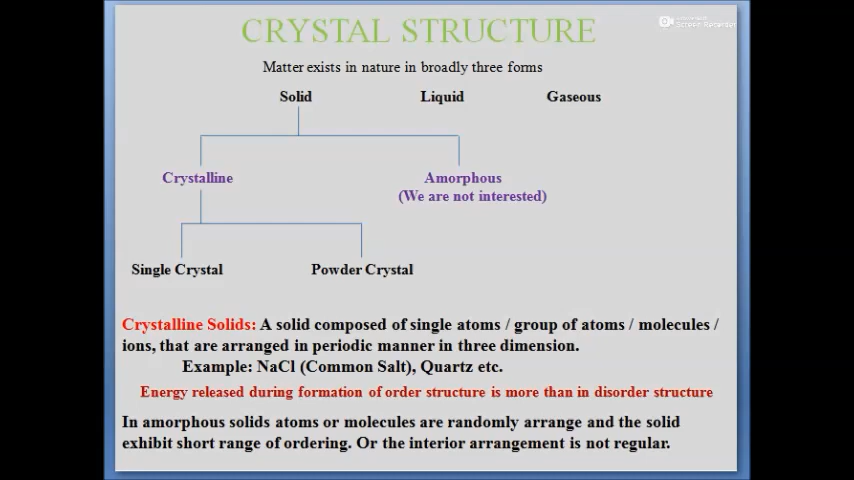 CRYSTAL STRUCTURE
Screen Recorder
Matter exists in nature in broadly three forms
Solid Liquid Gaseous
Crystalline Amorphous
(We are not interested)
Single Crystal Powder Crystal
Crystalline Solids: A solid composed of single atoms / group of atoms / molecules /
ions, that are arranged in periodic manner in three dimension.
Example: NaCl (Common Salt), Quartz etc.
Energy released during formation of order structure is more than in disorder structure
In amorphous solids atoms or molecules are randomly arrange and the solid
exhibit short range of ordering. Or the interior arrangement is not regular.